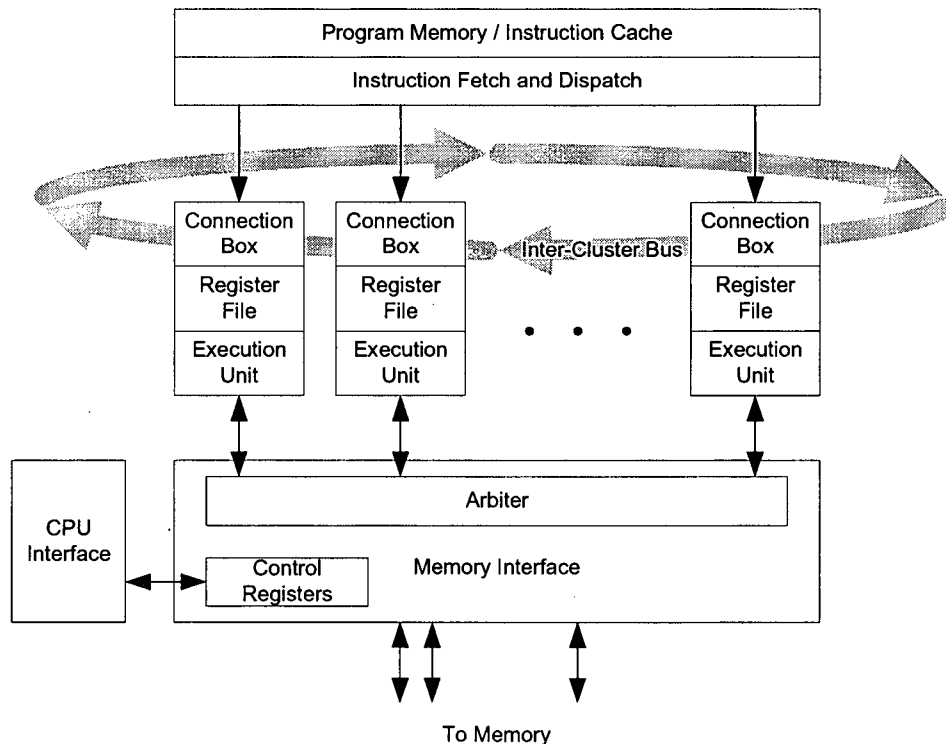 Program Memory / Instruction Cache
Instruction Fetch and Dispatch
Connection
Box
Register
File
Execution
Unit
Connection
Box
Register
File
Execution
Unit
Inter-Cluster Bus
Connection
Box
Register
File
Execution
Unit
CPU
Interface
Arbiter
Control
Registers
Memory Interface
To Memory